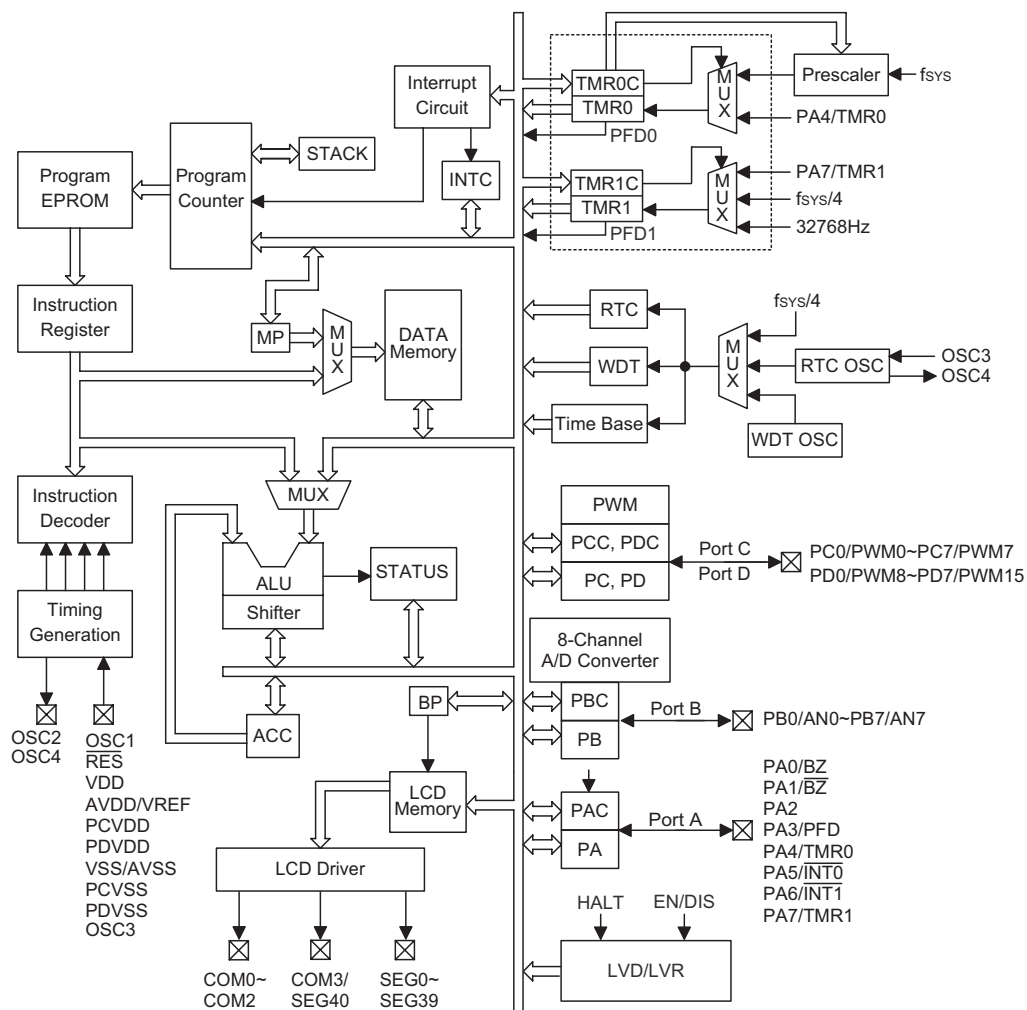 Interrupt
Circuit
TMR0C
TMR0
PFD0
MUX
Prescaler
fSYS
PA4/TMR0
STACK
INTC
Program
EPROM
Program
Counter
TMR1C
TMR1
PFD1
MUX
PA7/TMR1
fSYS/4
32768Hz
Instruction
Register
MP
MUX
DATA
Memory
RTC
WDT
Time Base
MUX
fSYS/4
RTC OSC
OSC3
OSC4
WDT OSC
Instruction
Decoder
MUX
ALU
Shifter
STATUS
PWM
PCC, PDC
PC, PD
Port C
Port D
PC0/PWM0~PC7/PWM7
PD0/PWM8~PD7/PWM15
Timing
Generation
8-Channel
A/D Converter
PBC
PB
Port B
PB0/AN0~PB7/AN7
OSC2
OSC4
OSC1
R̅E̅S̅
VDD
AVDD/VREF
PCVDD
PDVDD
VSS/AVSS
PCVSS
PDVSS
OSC3
ACC
BP
LCD
Memory
PAC
PA
Port A
PA0/BZ
PA1/B̅Z̅
PA2
PA3/PFD
PA4/TMR0
PA5/I̅N̅T̅0̅
PA6/I̅N̅T̅1̅
PA7/TMR1
LCD Driver
COM0~
COM2
COM3/
SEG40
SEG0~
SEG39
HALT
EN/DIS
LVD/LVR